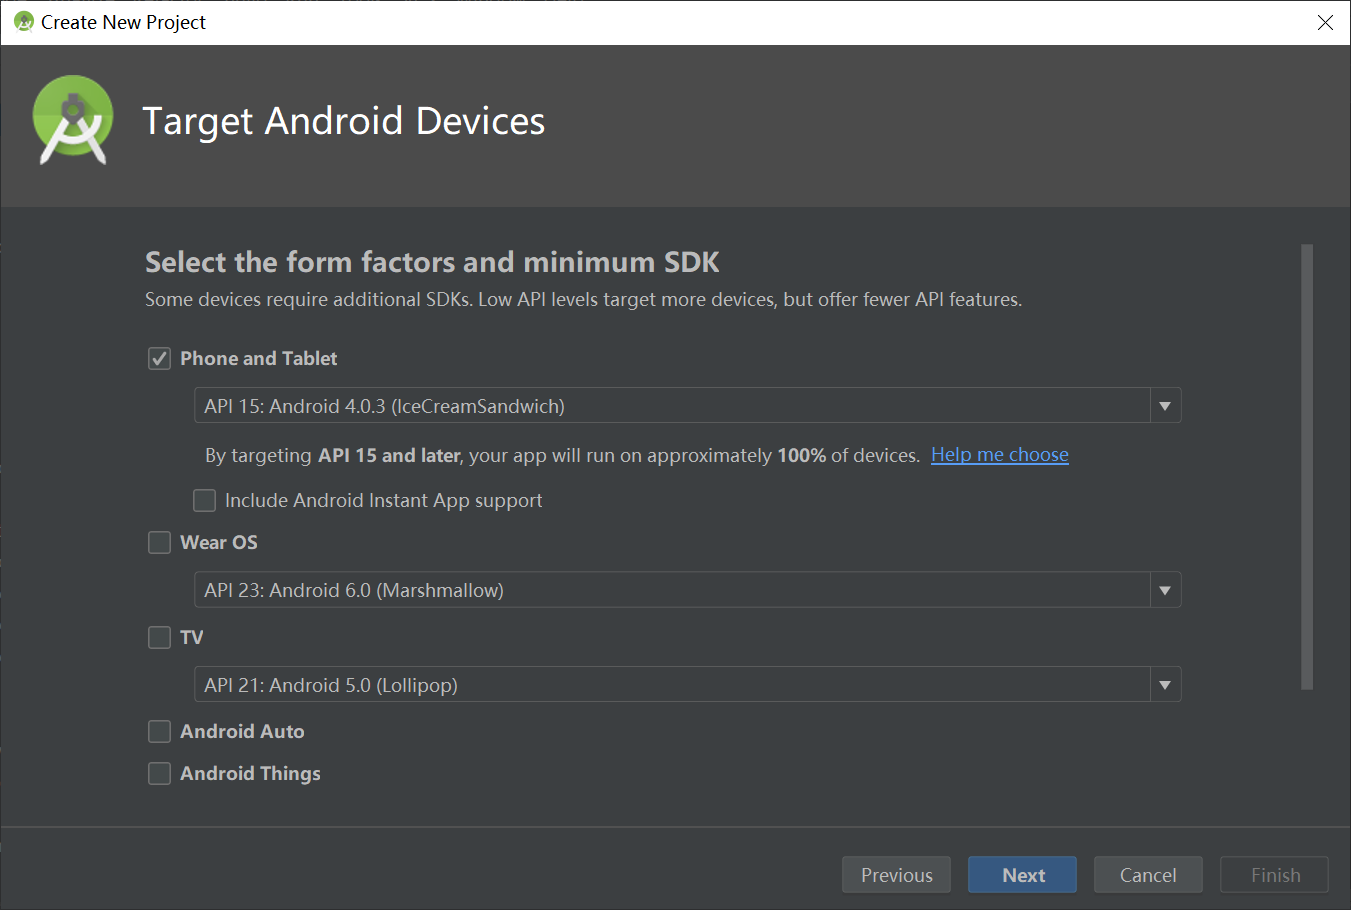 Create New Project
Target Android Devices
Select the form factors and minimum SDK
Some devices require additional SDKs. Low API levels target more devices, but offer fewer API features.
Phone and Tablet
API 15: Android 4.0.3 (IceCreamSandwich)
By targeting API 15 and later, your app will run on approximately 100% of devices. Help me choose
Include Android Instant App support
Wear OS
API 23: Android 6.0 (Marshmallow)
TV
API 21: Android 5.0 (Lollipop)
Android Auto
Android Things
Previous Next Cancel Finish